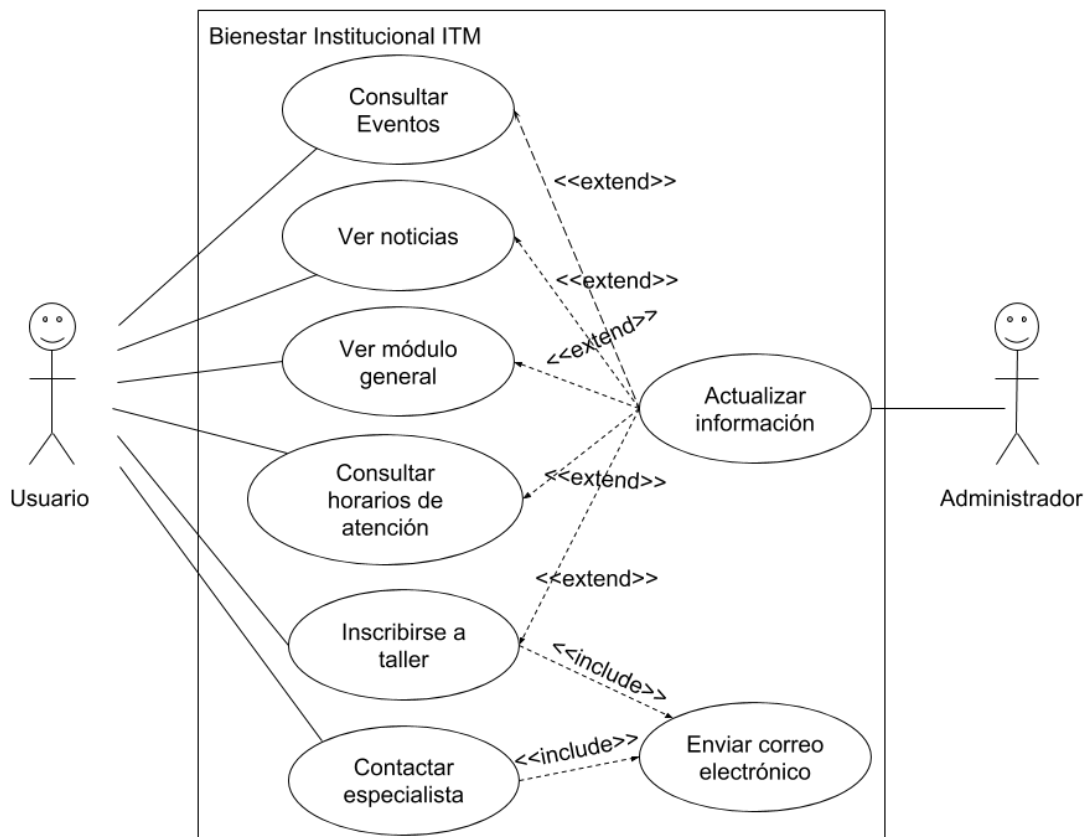 Bienestar Institucional ITM
Consultar
Eventos
<<extend>>
Ver noticias
<<extend>>
<<extend>>
Ver módulo
general
Actualizar
información
Usuario
Administrador
Consultar
horarios de
atención
<<extend>>
<<extend>>
Inscribirse a
taller
<<include>>
<<include>>
Enviar correo
electrónico
Contactar
especialista